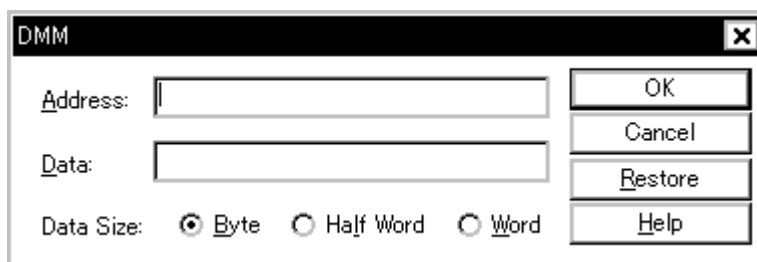 DMM
Address:
OK
Cancel
Data:
Restore
Data Size: Byte Half Word Word
Help